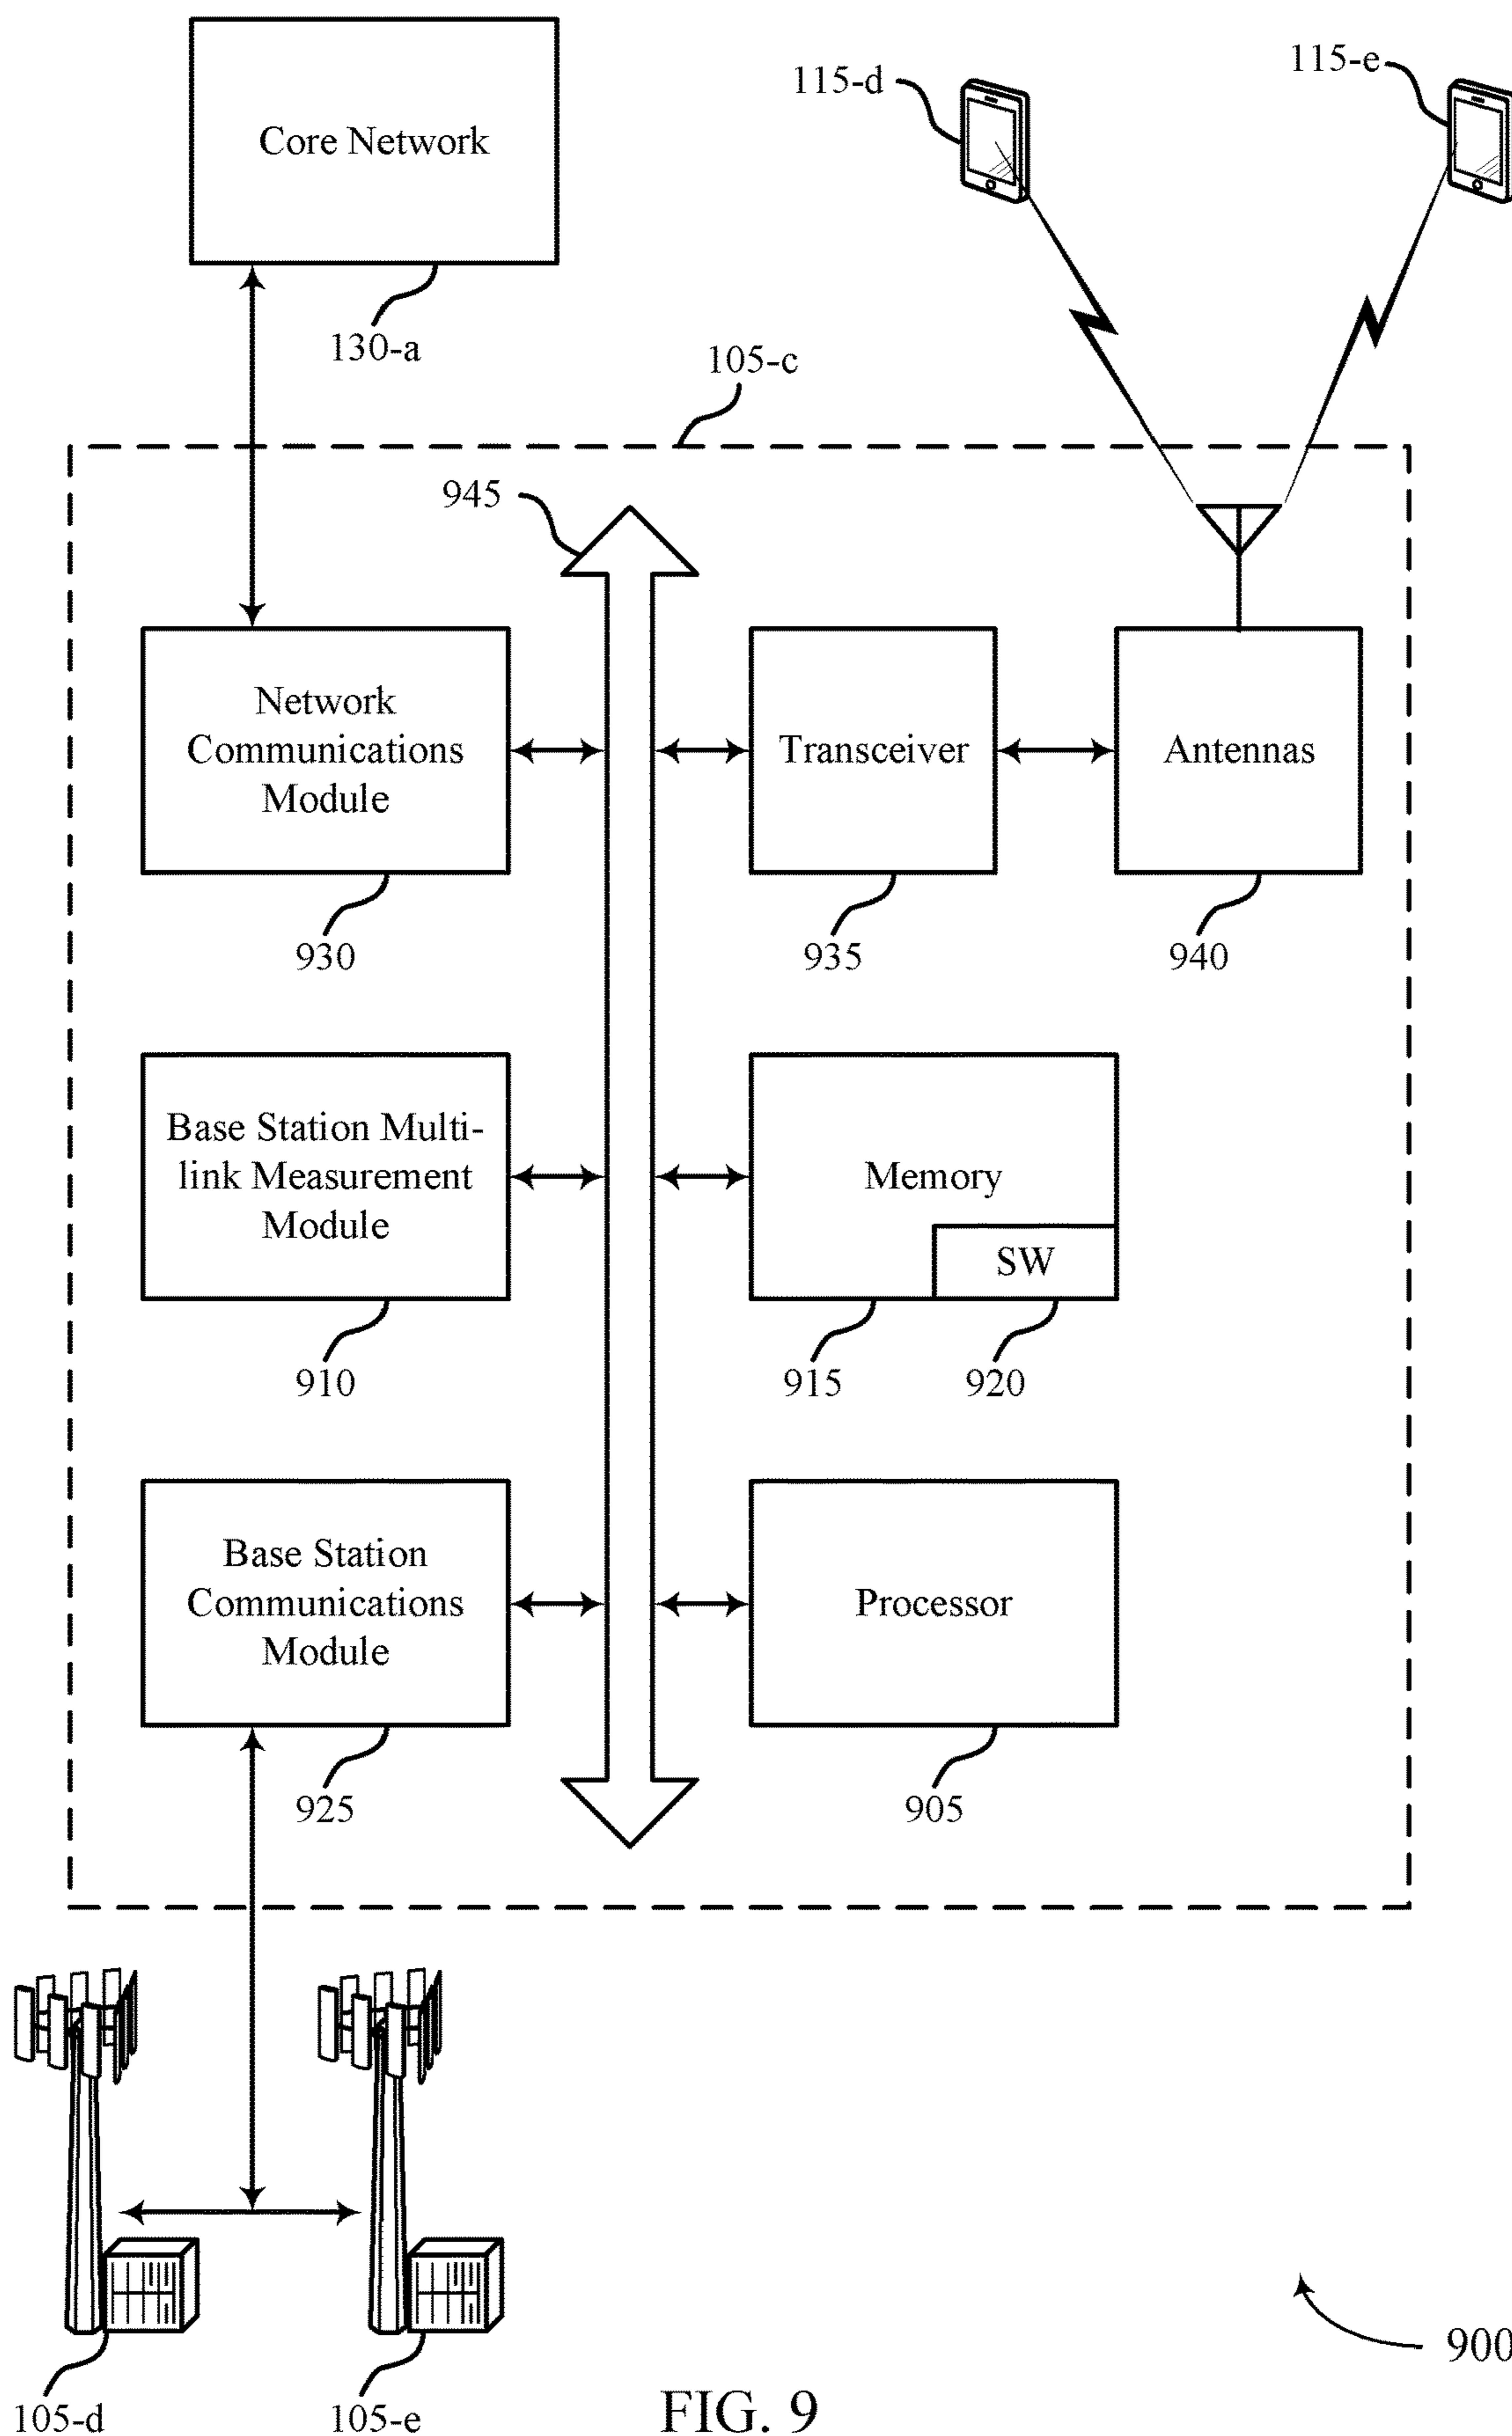 Core Network
130-a
115-d
115-e
105-c
945
Network
Communications
Module
930
Transceiver
935
Antennas
940
Base Station Multi-
link Measurement
Module
910
Memory
SW
915
920
Base Station
Communications
Module
925
Processor
905
105-d
105-e
900
FIG. 9